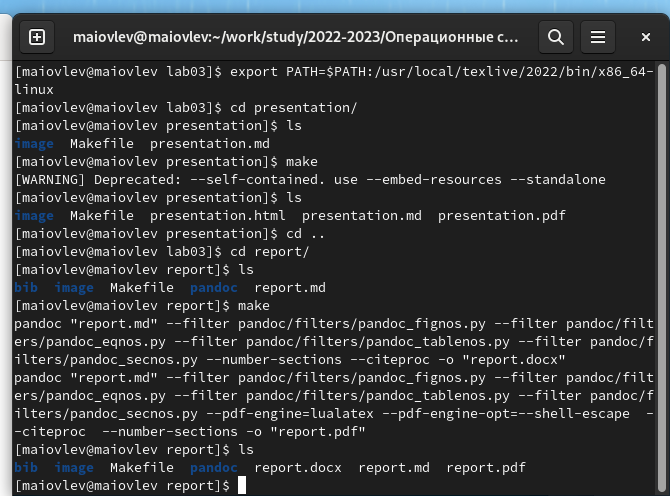 maiovlev@maiovlev:~/work/study/2022-2023/Операционные с...
[maiovlev@maiovlev lab03]$ export PATH=$PATH:/usr/local/texlive/2022/bin/x86_64-
linux
[maiovlev@maiovlev lab03]$ cd presentation/
[maiovlev@maiovlev presentation]$ ls
image  Makefile  presentation.md
[maiovlev@maiovlev presentation]$ make
[WARNING] Deprecated: --self-contained. use --embed-resources --standalone
[maiovlev@maiovlev presentation]$ ls
image  Makefile  presentation.html  presentation.md  presentation.pdf
[maiovlev@maiovlev presentation]$ cd ..
[maiovlev@maiovlev lab03]$ cd report/
[maiovlev@maiovlev report]$ ls
bib  image  Makefile  pandoc  report.md
[maiovlev@maiovlev report]$ make
pandoc "report.md" --filter pandoc/filters/pandoc_fignos.py --filter pandoc/filt
ers/pandoc_eqnos.py --filter pandoc/filters/pandoc_tablenos.py --filter pandoc/f
ilters/pandoc_secnos.py --number-sections --citeproc -o "report.docx"
pandoc "report.md" --filter pandoc/filters/pandoc_fignos.py --filter pandoc/filt
ers/pandoc_eqnos.py --filter pandoc/filters/pandoc_tablenos.py --filter pandoc/f
ilters/pandoc_secnos.py --pdf-engine=lualatex --pdf-engine-opt=--shell-escape  -
-citeproc  --number-sections -o "report.pdf"
[maiovlev@maiovlev report]$ ls
bib  image  Makefile  pandoc  report.docx  report.md  report.pdf
[maiovlev@maiovlev report]$